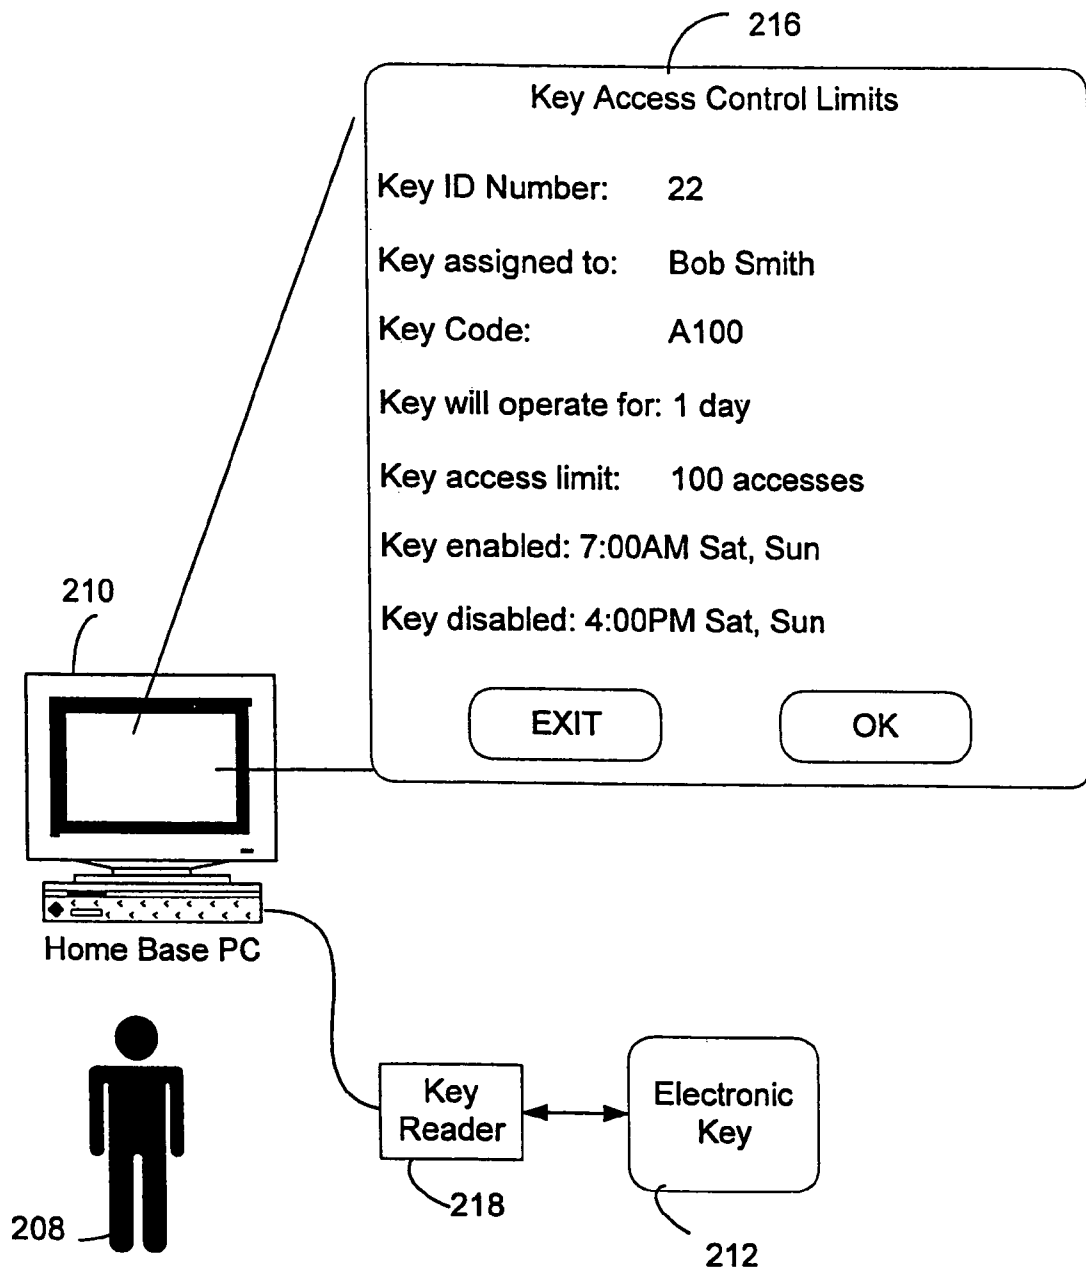 216
Key Access Control Limits
Key ID Number: 22
Key assigned to: Bob Smith
Key Code: A100
Key will operate for: 1 day
Key access limit: 100 accesses
Key enabled: 7:00AM Sat, Sun
Key disabled: 4:00PM Sat, Sun
EXIT
OK
210
Home Base PC
Key
Reader
Electronic
Key
218
208
212